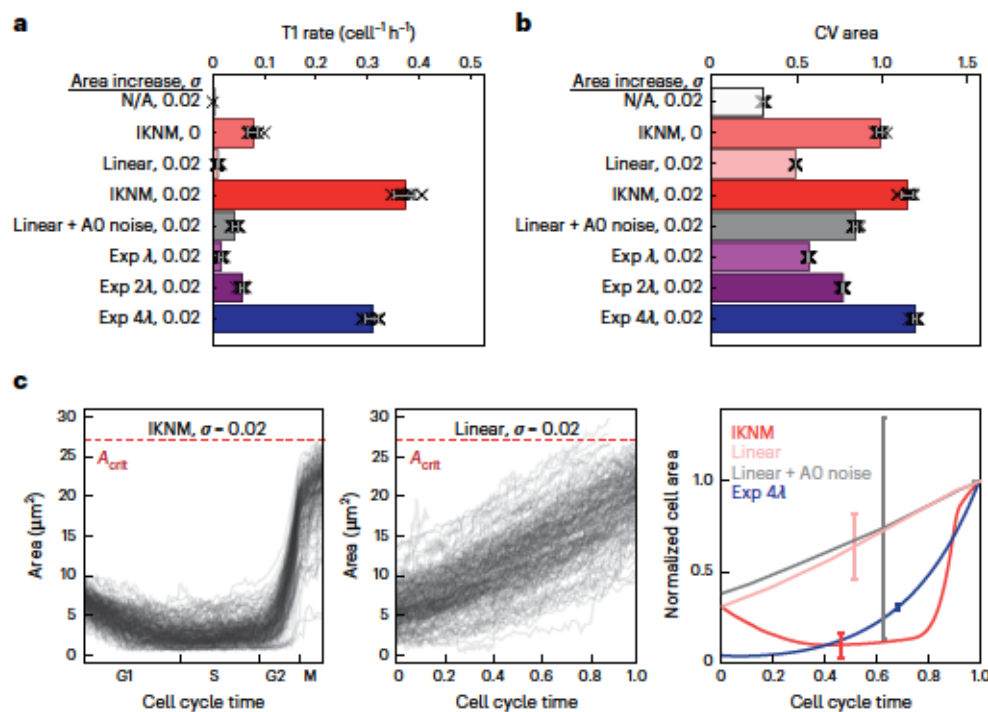 a
T1 rate (cell⁻¹ h⁻¹)
0 0.1 0.2 0.3 0.4 0.5
Area increase, σ
N/A, 0.02
IKNM, 0
Linear, 0.02
IKNM, 0.02
Linear + A0 noise, 0.02
Exp λ, 0.02
Exp 2λ, 0.02
Exp 4λ, 0.02
b
CV area
0 0.5 1.0 1.5
Area increase, σ
N/A, 0.02
IKNM, 0
Linear, 0.02
IKNM, 0.02
Linear + A0 noise, 0.02
Exp λ, 0.02
Exp 2λ, 0.02
Exp 4λ, 0.02
c
IKNM, σ = 0.02
A_crit
Area (μm²)
30
25
20
15
10
5
0
G1 S G2 M
Cell cycle time
Linear, σ = 0.02
A_crit
Area (μm²)
30
25
20
15
10
5
0
0 0.2 0.4 0.6 0.8 1.0
Cell cycle time
IKNM
Linear
Linear + A0 noise
Exp 4λ
Normalized cell area
1.0
0.5
0
0 0.2 0.4 0.6 0.8 1.0
Cell cycle time